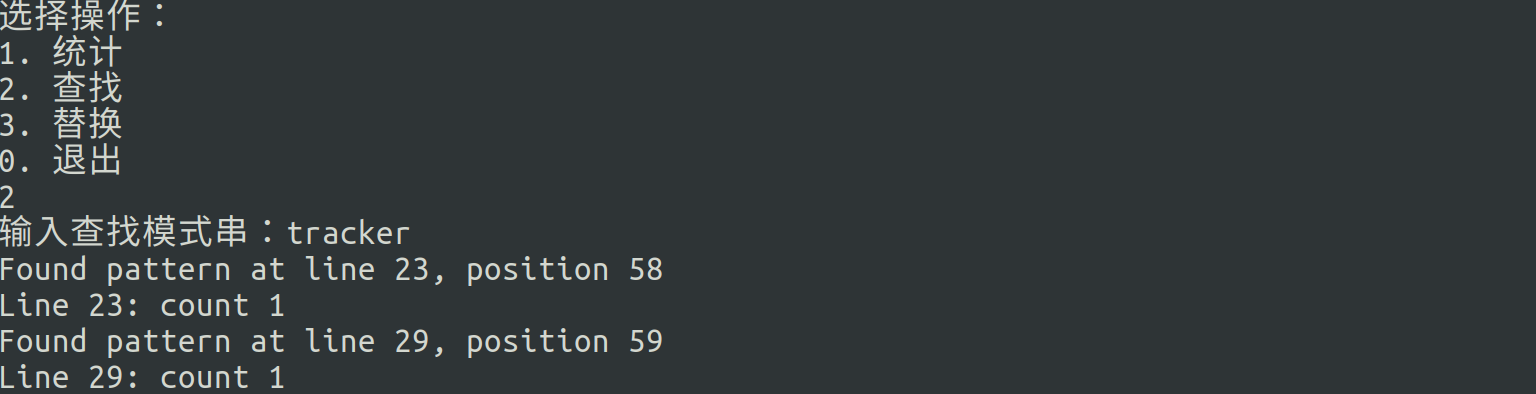 选择操作：
1. 统计
2. 查找
3. 替换
0. 退出
2
输入查找模式串：tracker
Found pattern at line 23, position 58
Line 23: count 1
Found pattern at line 29, position 59
Line 29: count 1